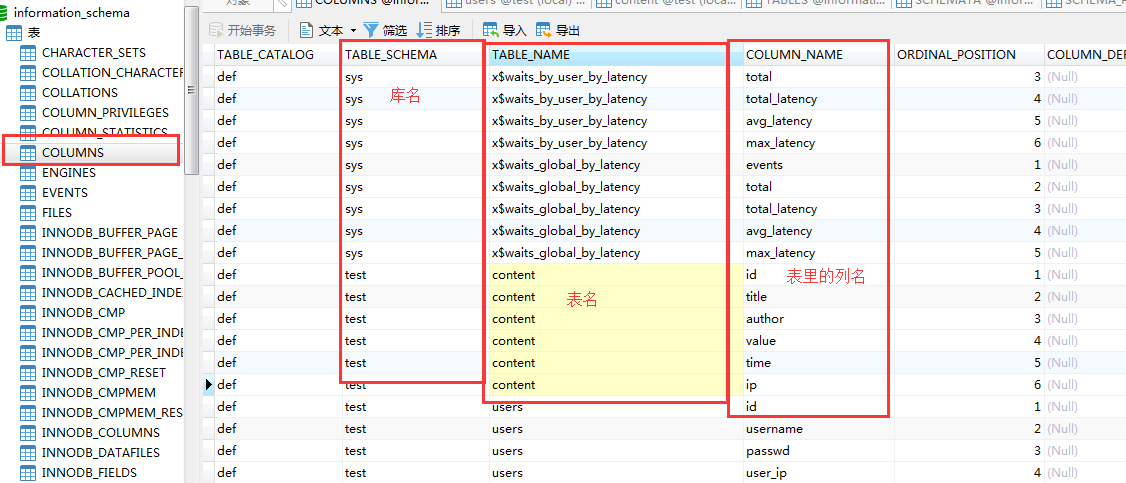 information_schema
表
CHARACTER_SETS
COLLATION_CHARACTER
COLLATIONS
COLUMN_PRIVILEGES
COLUMN_STATISTICS
COLUMNS
ENGINES
EVENTS
FILES
INNODB_BUFFER_PAGE
INNODB_BUFFER_PAGE_
INNODB_BUFFER_POOL_
INNODB_CACHED_INDE
INNODB_CMP
INNODB_CMP_PER_INDE
INNODB_CMP_PER_INDE
INNODB_CMP_RESET
INNODB_CMPMEM
INNODB_CMPMEM_RES
INNODB_COLUMNS
INNODB_DATAFILES
INNODB_FIELDS
对象 COLUMNS @infor... users @test (local) ... content @test (loca... TABLES @informati... SCHEMATA @infor... SCHEMA_P
开始事务 文本 筛选 排序 导入 导出
TABLE_CATALOG TABLE_SCHEMA TABLE_NAME COLUMN_NAME ORDINAL_POSITION COLUMN_DEF
def sys x$waits_by_user_by_latency total 3 (Null)
def sys x$waits_by_user_by_latency total_latency 4 (Null)
def sys x$waits_by_user_by_latency avg_latency 5 (Null)
def sys x$waits_by_user_by_latency max_latency 6 (Null)
def sys x$waits_global_by_latency events 1 (Null)
def sys x$waits_global_by_latency total 2 (Null)
def sys x$waits_global_by_latency total_latency 3 (Null)
def sys x$waits_global_by_latency avg_latency 4 (Null)
def sys x$waits_global_by_latency max_latency 5 (Null)
def test content id 1 (Null)
def test content title 2 (Null)
def test content author 3 (Null)
def test content value 4 (Null)
def test content time 5 (Null)
def test content ip 6 (Null)
def test users id 1 (Null)
def test users username 2 (Null)
def test users passwd 3 (Null)
def test users user_ip 4 (Null)
库名
表名
表里的列名